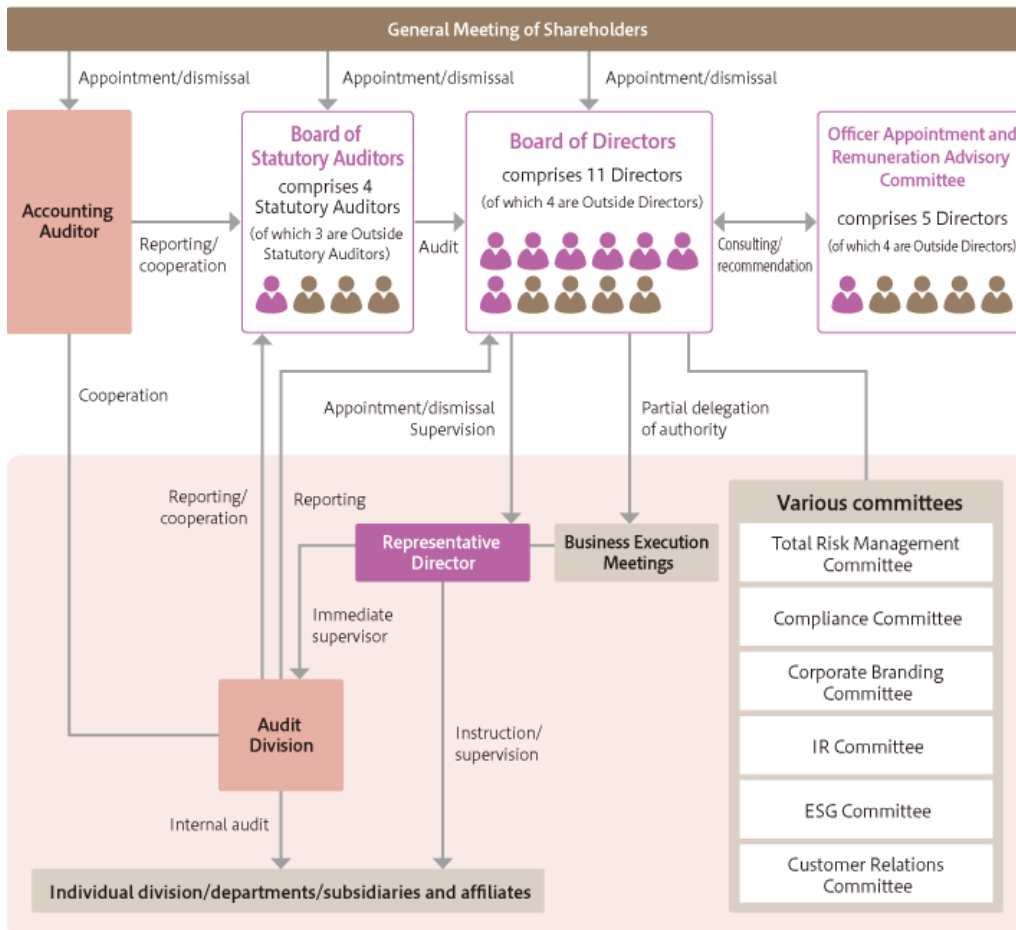 General Meeting of Shareholders
Appointment/dismissal
Appointment/dismissal
Appointment/dismissal
Accounting
Auditor
Reporting/
cooperation
Board of
Statutory Auditors
comprises 4
Statutory Auditors
(of which 3 are Outside
Statutory Auditors)
Audit
Board of Directors
comprises 11 Directors
(of which 4 are Outside Directors)
Consulting/
recommendation
Officer Appointment and
Remuneration Advisory
Committee
comprises 5 Directors
(of which 4 are Outside Directors)
Cooperation
Appointment/dismissal
Supervision
Partial delegation
of authority
Reporting/
cooperation
Reporting
Representative
Director
Business Execution
Meetings
Immediate
supervisor
Audit
Division
Instruction/
supervision
Internal audit
Individual division/departments/subsidiaries and affiliates
Various committees
Total Risk Management
Committee
Compliance Committee
Corporate Branding
Committee
IR Committee
ESG Committee
Customer Relations
Committee